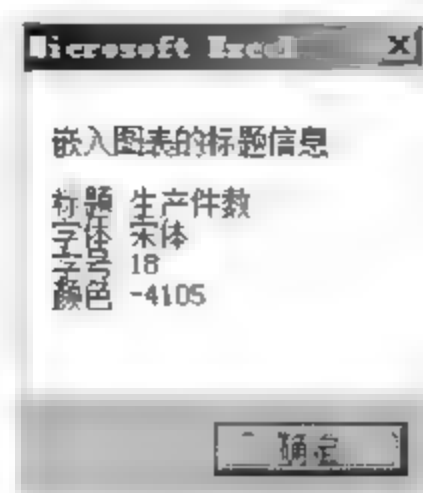 Microsoft Excel
嵌入图表的标题信息
标题 生产件数
字体 宋体
字号 18
颜色 -4105
确定